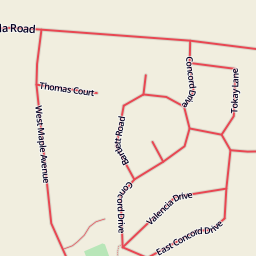 la Road
Concord Drive
Tokay Lane
Thomas Court
West Maple Avenue
Bartlett Road
Concord Drive
Valencia Drive
East Concord Drive